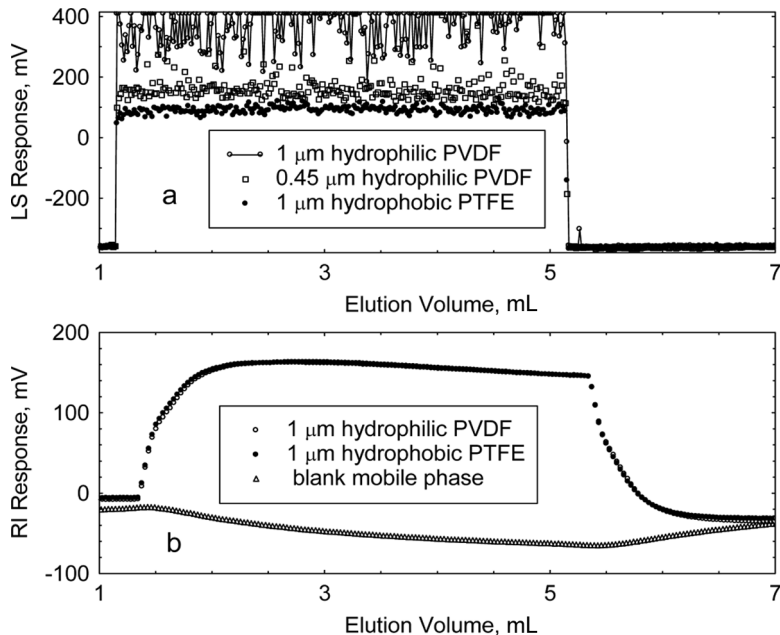 400
200
0
-200
LS Response, mV
a
1 μm hydrophilic PVDF
0.45 μm hydrophilic PVDF
1 μm hydrophobic PTFE
1 3 5 7
Elution Volume, mL
200
100
0
-100
RI Response, mV
1 μm hydrophilic PVDF
1 μm hydrophobic PTFE
blank mobile phase
b
1 3 5 7
Elution Volume, mL